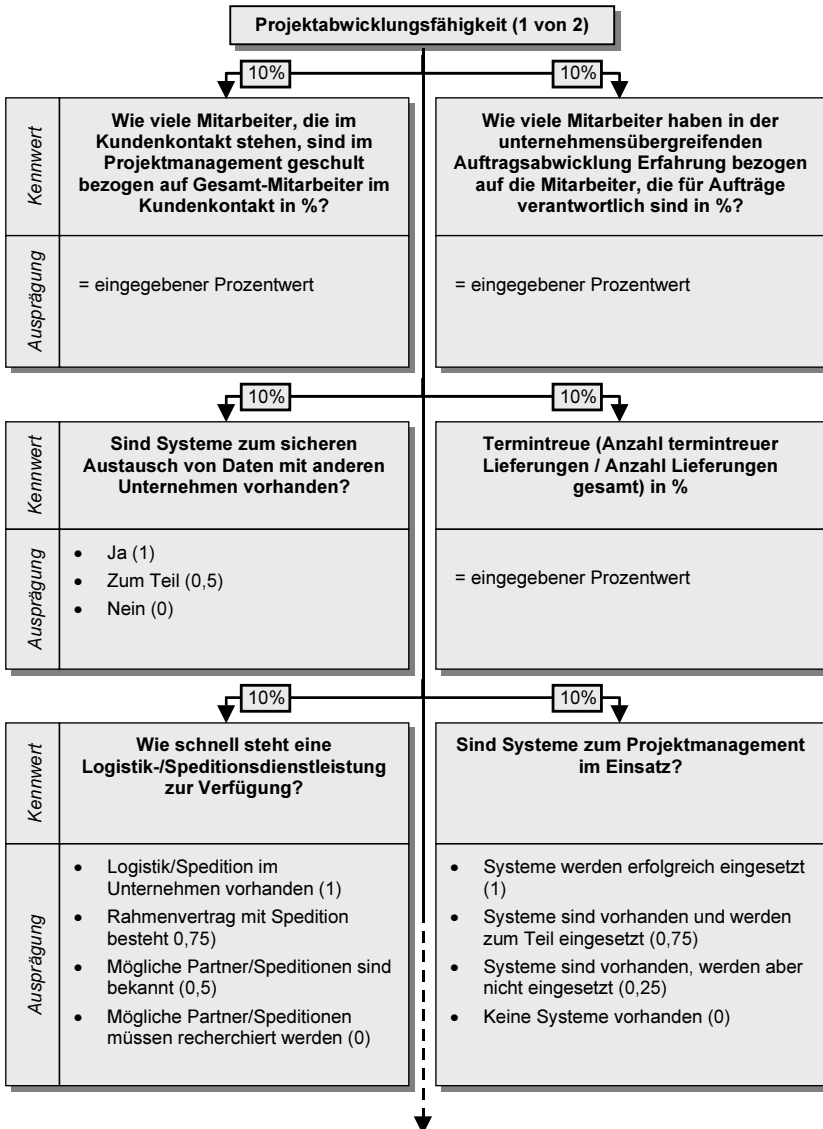 Projektabwicklungsfähigkeit (1 von 2)
10%
10%
Kennwert
Wie viele Mitarbeiter, die im
Kundenkontakt stehen, sind im
Projektmanagement geschult
bezogen auf Gesamt-Mitarbeiter im
Kundenkontakt in %?
Wie viele Mitarbeiter haben in der
unternehmensübergreifenden
Auftragsabwicklung Erfahrung bezogen
auf die Mitarbeiter, die für Aufträge
verantwortlich sind in %?
Ausprägung
= eingegebener Prozentwert
= eingegebener Prozentwert
10%
10%
Kennwert
Sind Systeme zum sicheren
Austausch von Daten mit anderen
Unternehmen vorhanden?
Termintreue (Anzahl termintreuer
Lieferungen / Anzahl Lieferungen
gesamt) in %
Ausprägung
• Ja (1)
• Zum Teil (0,5)
• Nein (0)
= eingegebener Prozentwert
10%
10%
Kennwert
Wie schnell steht eine
Logistik-/Speditionsdienstleistung
zur Verfügung?
Sind Systeme zum Projektmanagement
im Einsatz?
Ausprägung
• Logistik/Spedition im
Unternehmen vorhanden (1)
• Rahmenvertrag mit Spedition
besteht 0,75)
• Mögliche Partner/Speditionen sind
bekannt (0,5)
• Mögliche Partner/Speditionen
müssen recherchiert werden (0)
• Systeme werden erfolgreich eingesetzt
(1)
• Systeme sind vorhanden und werden
zum Teil eingesetzt (0,75)
• Systeme sind vorhanden, werden aber
nicht eingesetzt (0,25)
• Keine Systeme vorhanden (0)